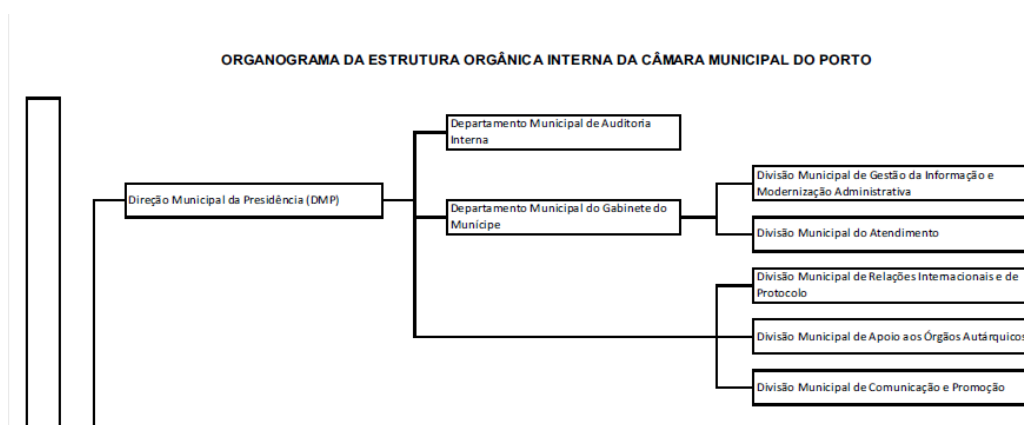 ORGANOGRAMA DA ESTRUTURA ORGÂNICA INTERNA DA CÂMARA MUNICIPAL DO PORTO
Direção Municipal da Presidência (DMP)
Departamento Municipal de Auditoria
Interna
Departamento Municipal do Gabinete do
Munícipe
Divisão Municipal de Gestão da Informação e
Modernização Administrativa
Divisão Municipal do Atendimento
Divisão Municipal de Relações Internacionais e de
Protocolo
Divisão Municipal de Apoio aos Órgãos Autárquicos
Divisão Municipal de Comunicação e Promoção